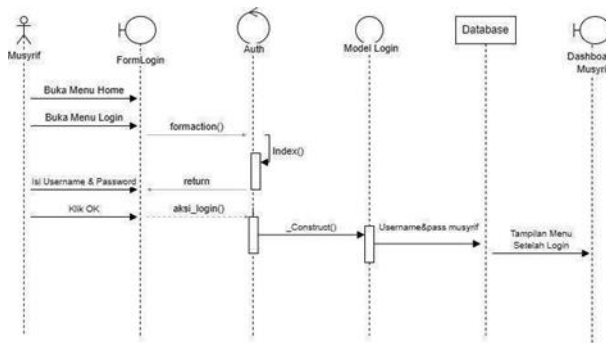 Musyrif
FormLogin
Auth
Model Login
Database
Dashboa
Musyri
Buka Menu Home
Buka Menu Login
formaction()
Index()
Isi Username & Password
return
Klik OK
aksi_login()
_Construct()
Username&pass musyrif
Tampilan Menu
Setelah Login